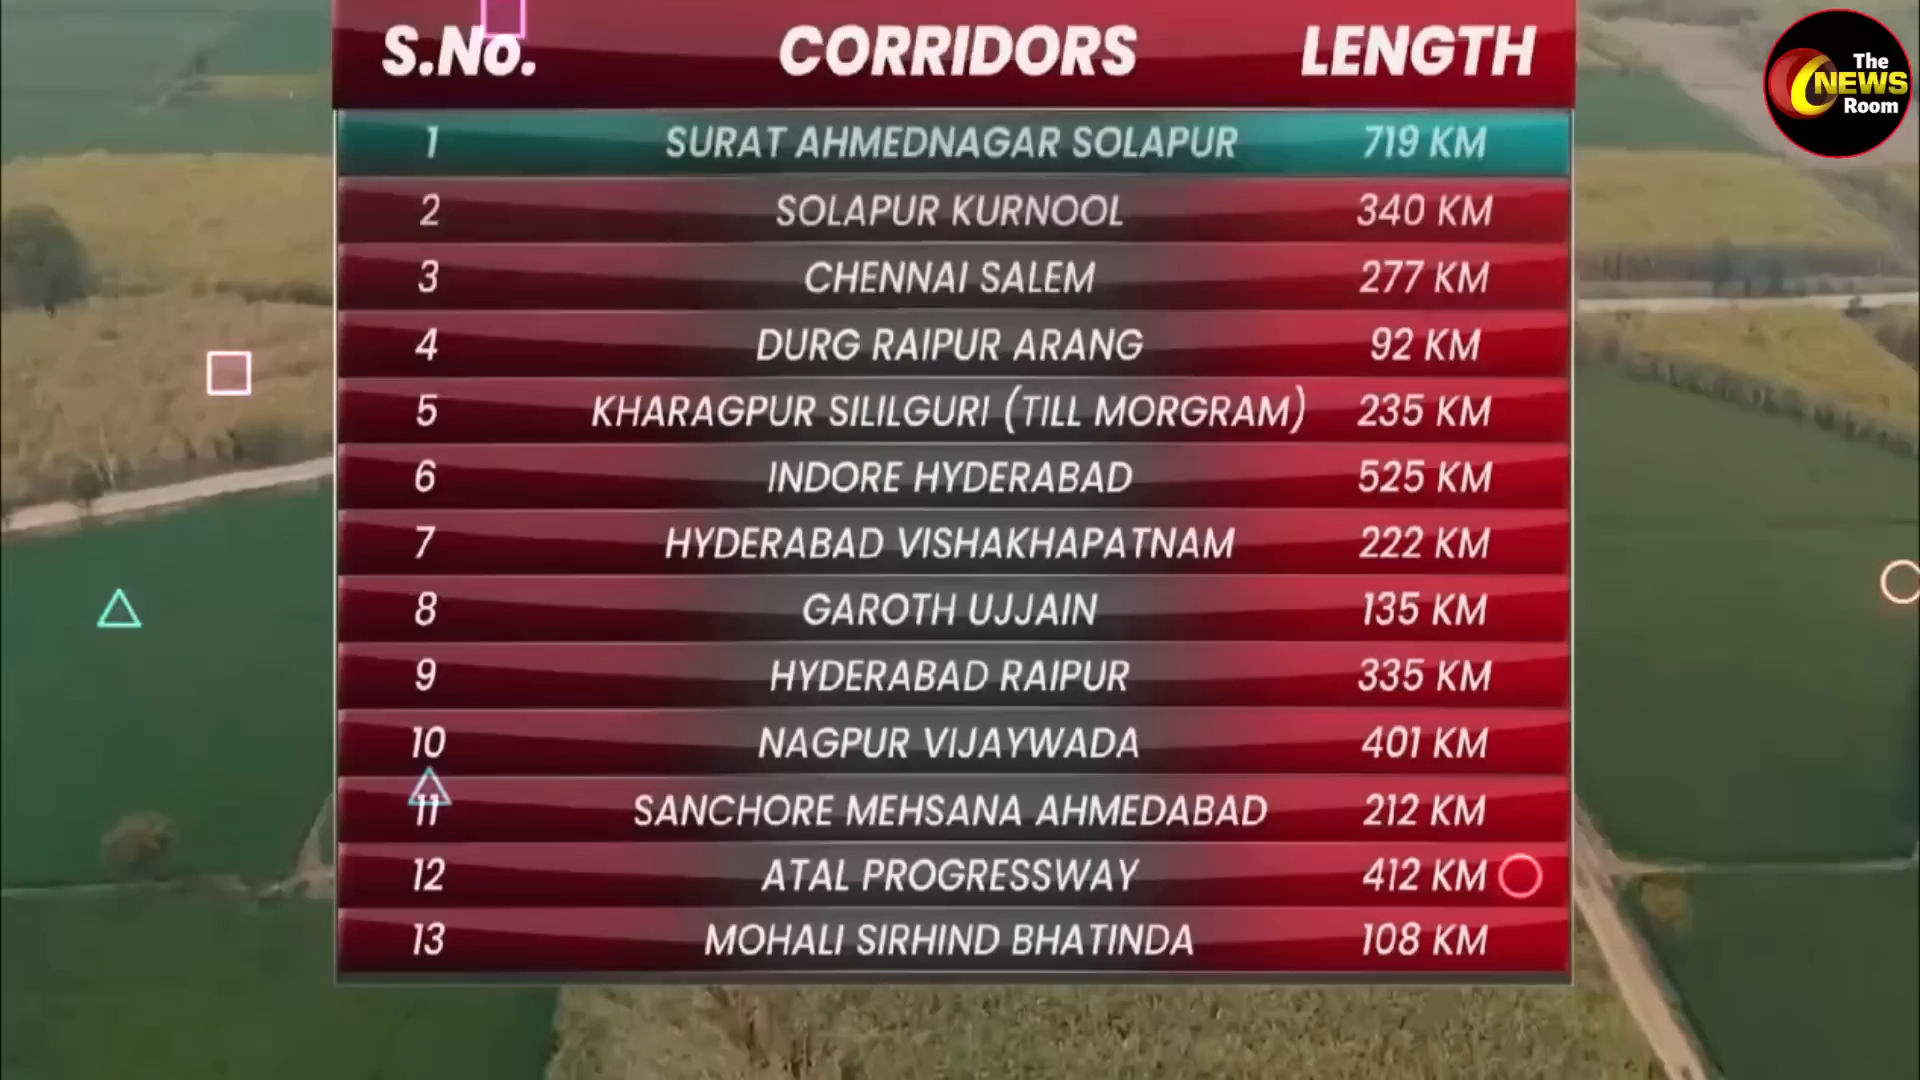 S.No. CORRIDORS LENGTH
1 SURAT AHMEDNAGAR SOLAPUR 719 KM
2 SOLAPUR KURNOOL 340 KM
3 CHENNAI SALEM 277 KM
4 DURG RAIPUR ARANG 92 KM
5 KHARAGPUR SILILGURI (TILL MORGRAM) 235 KM
6 INDORE HYDERABAD 525 KM
7 HYDERABAD VISHAKHAPATNAM 222 KM
8 GAROTH UJJAIN 135 KM
9 HYDERABAD RAIPUR 335 KM
10 NAGPUR VIJAYWADA 401 KM
11 SANCHORE MEHSANA AHMEDABAD 212 KM
12 ATAL PROGRESSWAY 412 KM
13 MOHALI SIRHIND BHATINDA 108 KM
The
NEWS
Room